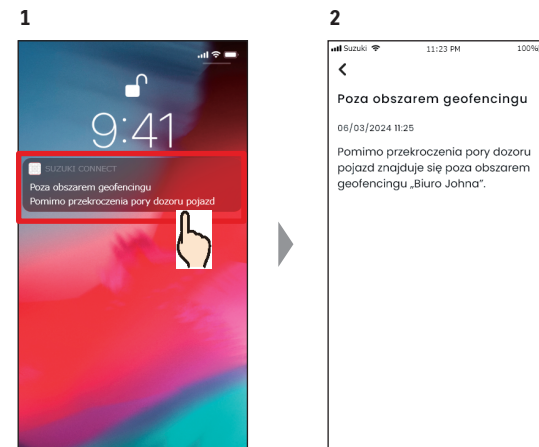 1
9:41
SUZUKI CONNECT
Poza obszarem geofencingu
Pomimo przekroczenia pory dozoru pojazd
2
Suzuki 11:23 PM 100%
Poza obszarem geofencingu
06/03/2024 11:25
Pomimo przekroczenia pory dozoru
pojazd znajduje się poza obszarem
geofencingu „Biuro Johna”.